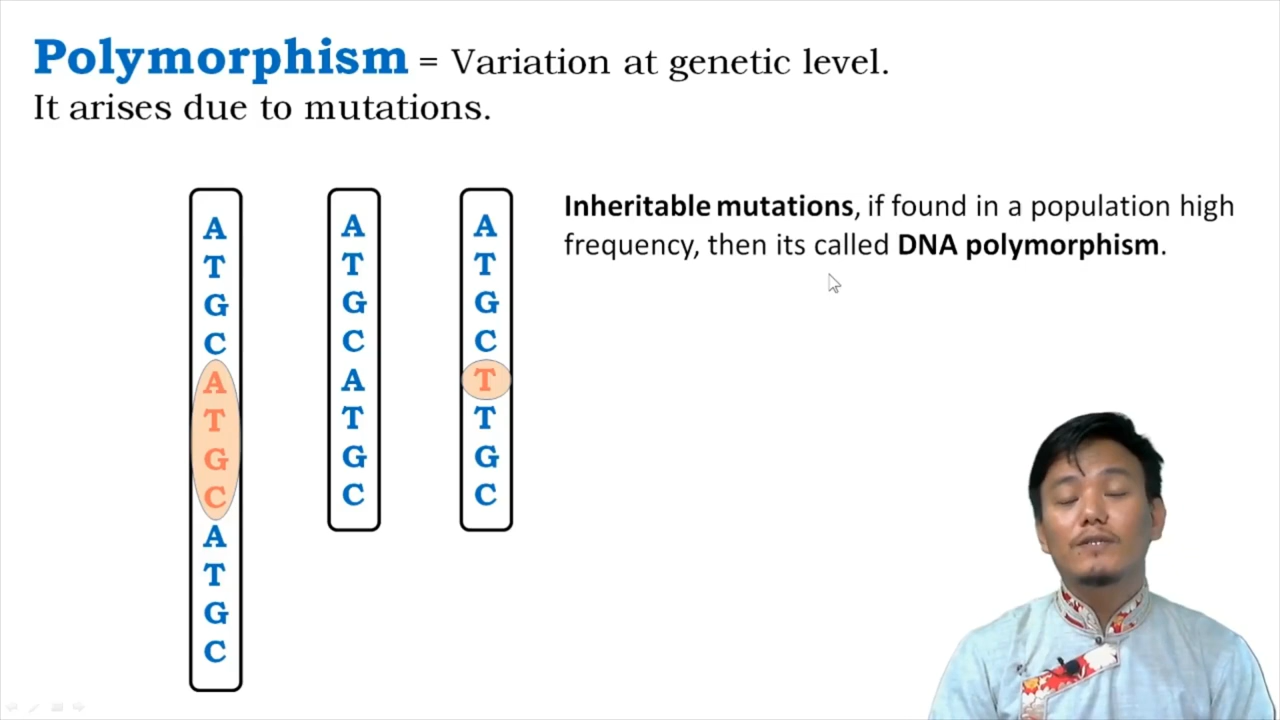 Polymorphism = Variation at genetic level.
It arises due to mutations.
A
T
G
C
A
T
G
C
A
T
G
C
A
T
G
C
A
T
G
C
A
T
G
C
T
T
G
C
Inheritable mutations, if found in a population high
frequency, then its called DNA polymorphism.